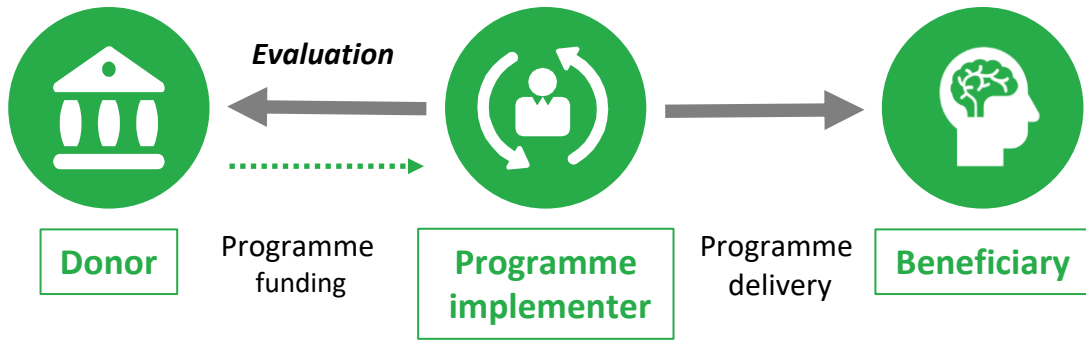 Evaluation
Donor
Programme
funding
Programme
implementer
Programme
delivery
Beneficiary